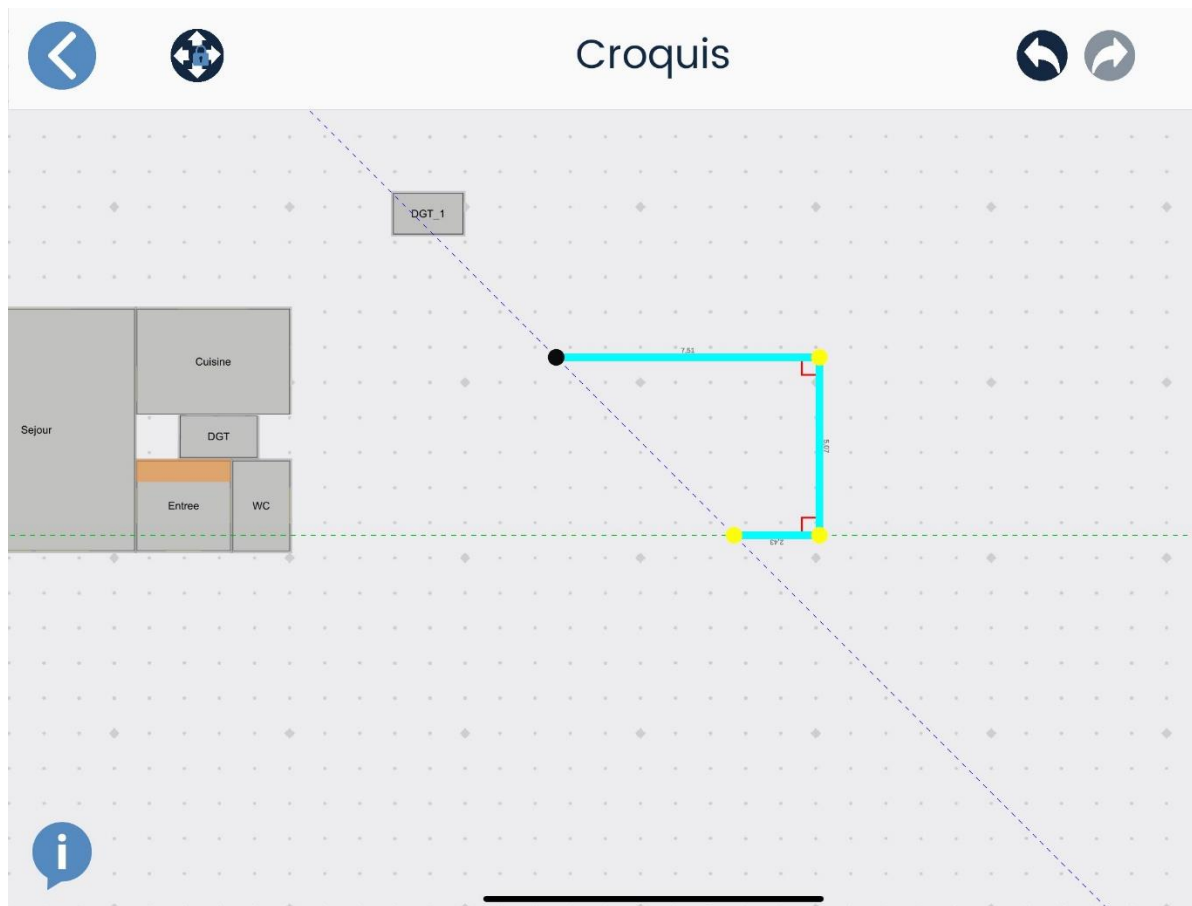 Croquis
DGT_1
7,51
Cuisine
Sejour
DGT
5,07
Entree
WC
2,43